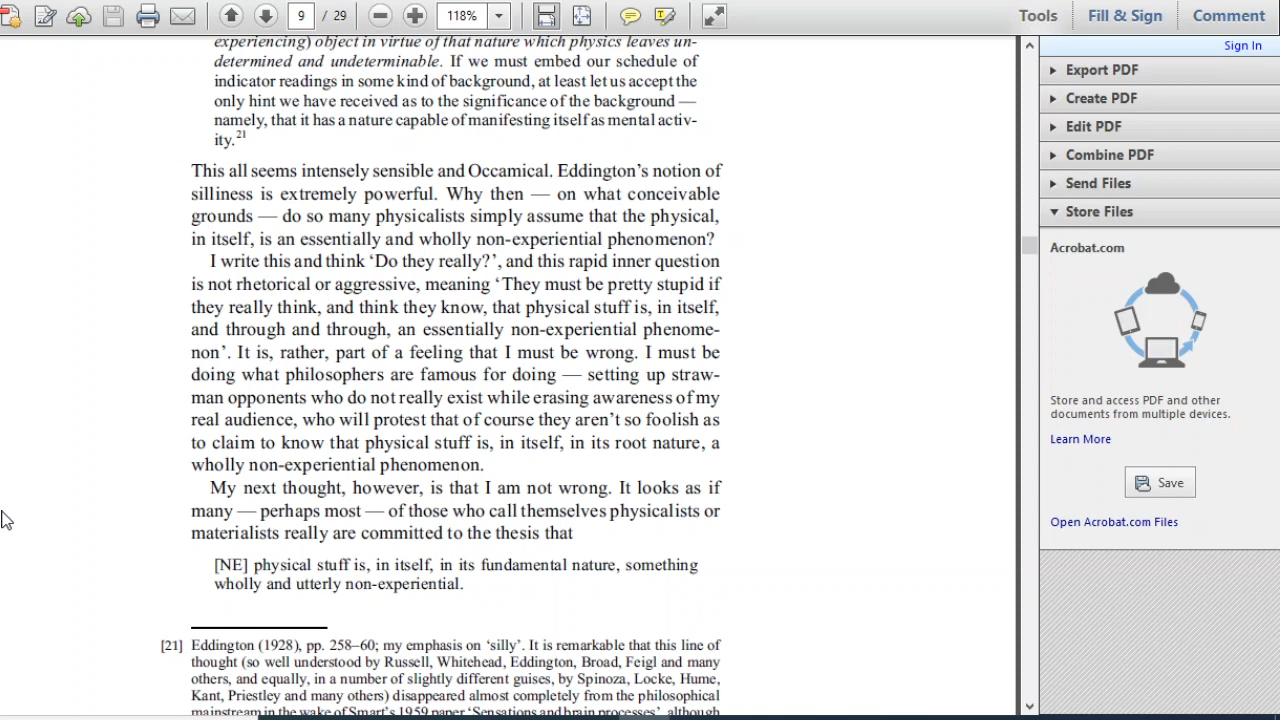 9 / 29
118%
Tools
Fill & Sign
Comment
Sign In
Export PDF
Create PDF
Edit PDF
Combine PDF
Send Files
Store Files
Acrobat.com
Store and access PDF and other
documents from multiple devices.
Learn More
Save
Open Acrobat.com Files
experiencing) object in virtue of that nature which physics leaves un-
determined and undeterminable. If we must embed our schedule of
indicator readings in some kind of background, at least let us accept the
only hint we have received as to the significance of the background —
namely, that it has a nature capable of manifesting itself as mental activ-
ity.21
This all seems intensely sensible and Occamical. Eddington’s notion of
silliness is extremely powerful. Why then — on what conceivable
grounds — do so many physicalists simply assume that the physical,
in itself, is an essentially and wholly non-experiential phenomenon?
I write this and think ‘Do they really?’, and this rapid inner question
is not rhetorical or aggressive, meaning ‘They must be pretty stupid if
they really think, and think they know, that physical stuff is, in itself,
and through and through, an essentially non-experiential phenome-
non’. It is, rather, part of a feeling that I must be wrong. I must be
doing what philosophers are famous for doing — setting up straw-
man opponents who do not really exist while erasing awareness of my
real audience, who will protest that of course they aren’t so foolish as
to claim to know that physical stuff is, in itself, in its root nature, a
wholly non-experiential phenomenon.
My next thought, however, is that I am not wrong. It looks as if
many — perhaps most — of those who call themselves physicalists or
materialists really are committed to the thesis that
[NE] physical stuff is, in itself, in its fundamental nature, something
wholly and utterly non-experiential.
[21] Eddington (1928), pp. 258–60; my emphasis on ‘silly’. It is remarkable that this line of
thought (so well understood by Russell, Whitehead, Eddington, Broad, Feigl and many
others, and equally, in a number of slightly different guises, by Spinoza, Locke, Hume,
Kant, Priestley and many others) disappeared almost completely from the philosophical
mainstream in the wake of Smart’s 1959 paper ‘Sensations and brain processes’, although